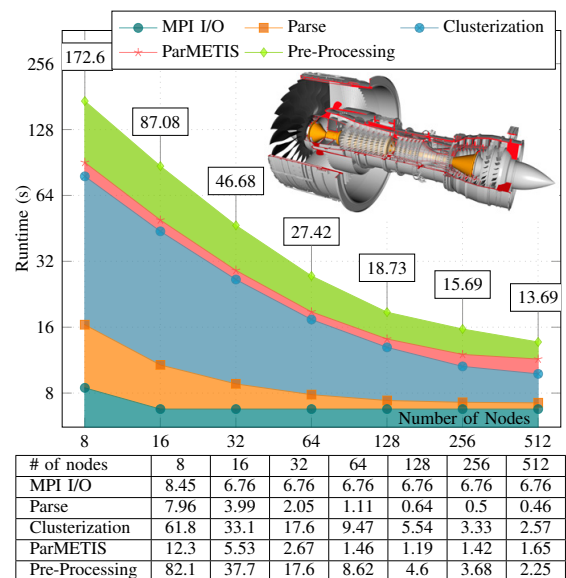 MPI I/O Parse Clusterization
ParMETIS Pre-Processing
172.6
87.08
46.68
27.42
18.73
15.69
13.69
Runtime (s)
256
128
64
32
16
8
Number of Nodes
8 16 32 64 128 256 512
# of nodes 8 16 32 64 128 256 512
MPI I/O 8.45 6.76 6.76 6.76 6.76 6.76 6.76
Parse 7.96 3.99 2.05 1.11 0.64 0.5 0.46
Clusterization 61.8 33.1 17.6 9.47 5.54 3.33 2.57
ParMETIS 12.3 5.53 2.67 1.46 1.19 1.42 1.65
Pre-Processing 82.1 37.7 17.6 8.62 4.6 3.68 2.25